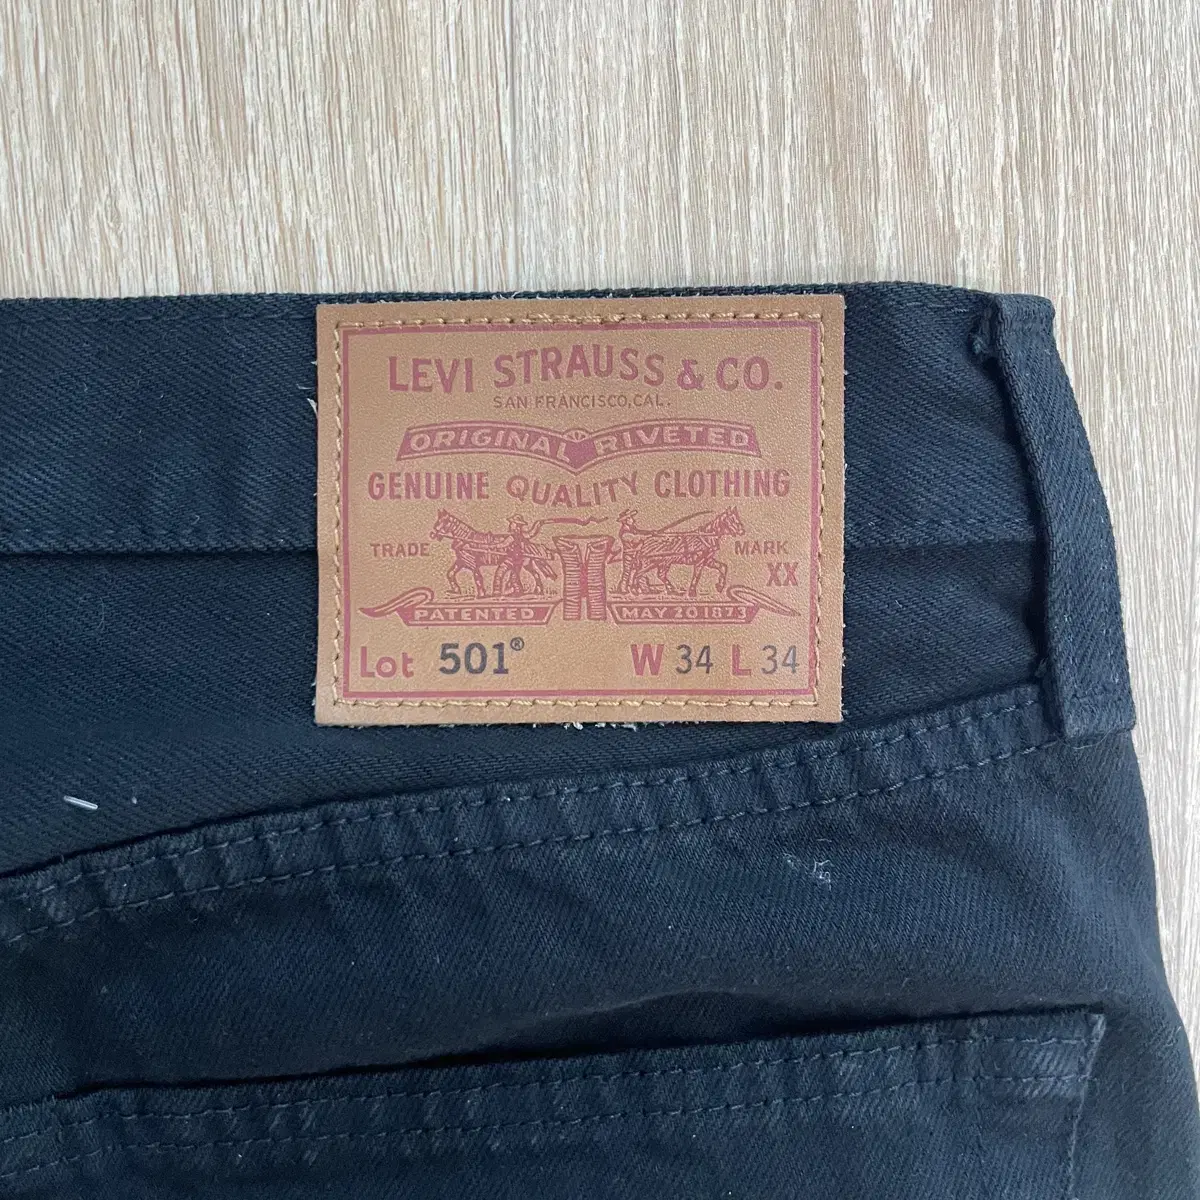 LEVI STRAUSS & CO.
SAN FRANCISCO, CAL.
ORIGINAL RIVETED
GENUINE QUALITY CLOTHING
TRADE MARK
XX
PATENTED MAY 20 1873
Lot 501® W 34 L 34